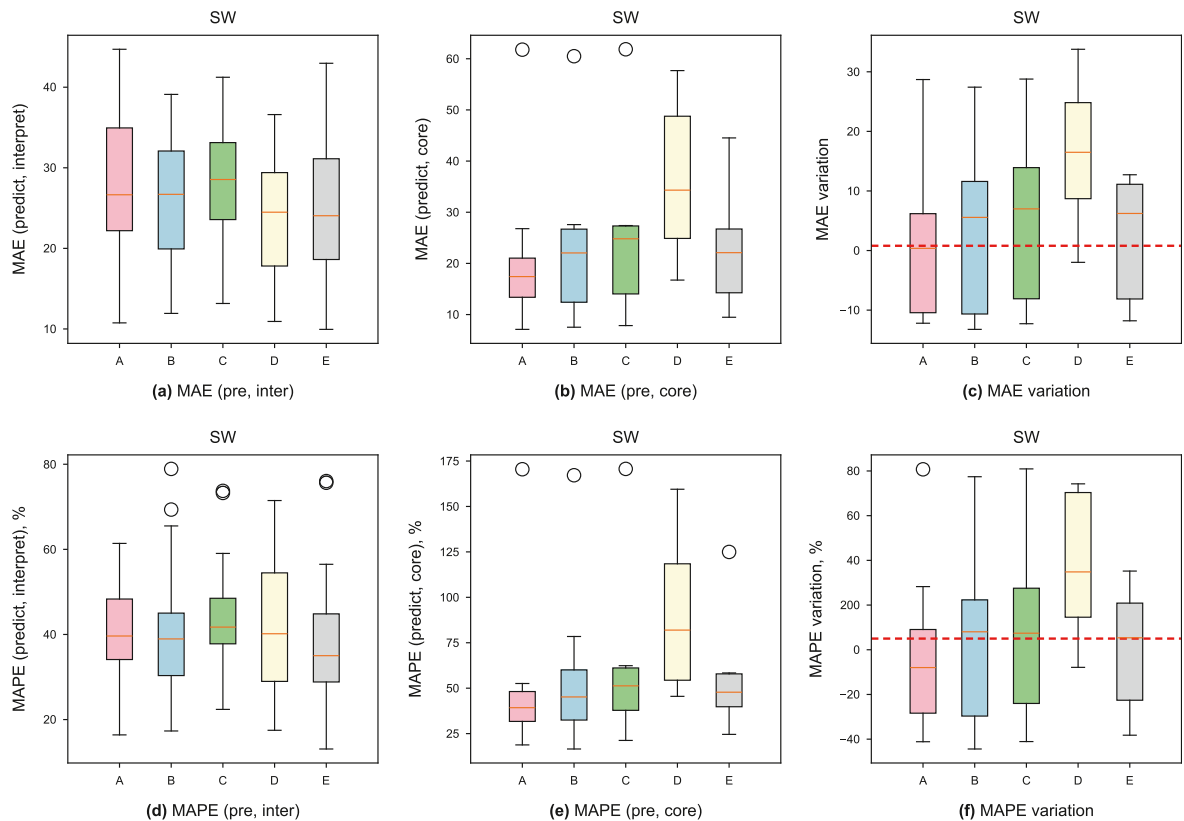 SW
MAE (predict, interpret)
40
30
20
10
A B C D E
(a) MAE (pre, inter)
SW
MAE (predict, core)
60
50
40
30
20
10
A B C D E
(b) MAE (pre, core)
SW
MAE variation
30
20
10
0
−10
A B C D E
(c) MAE variation
SW
MAPE (predict, interpret), %
80
60
40
20
A B C D E
(d) MAPE (pre, inter)
SW
MAPE (predict, core), %
175
150
125
100
75
50
25
A B C D E
(e) MAPE (pre, core)
SW
MAPE variation, %
80
60
40
200
0
−20
−40
A B C D E
(f) MAPE variation